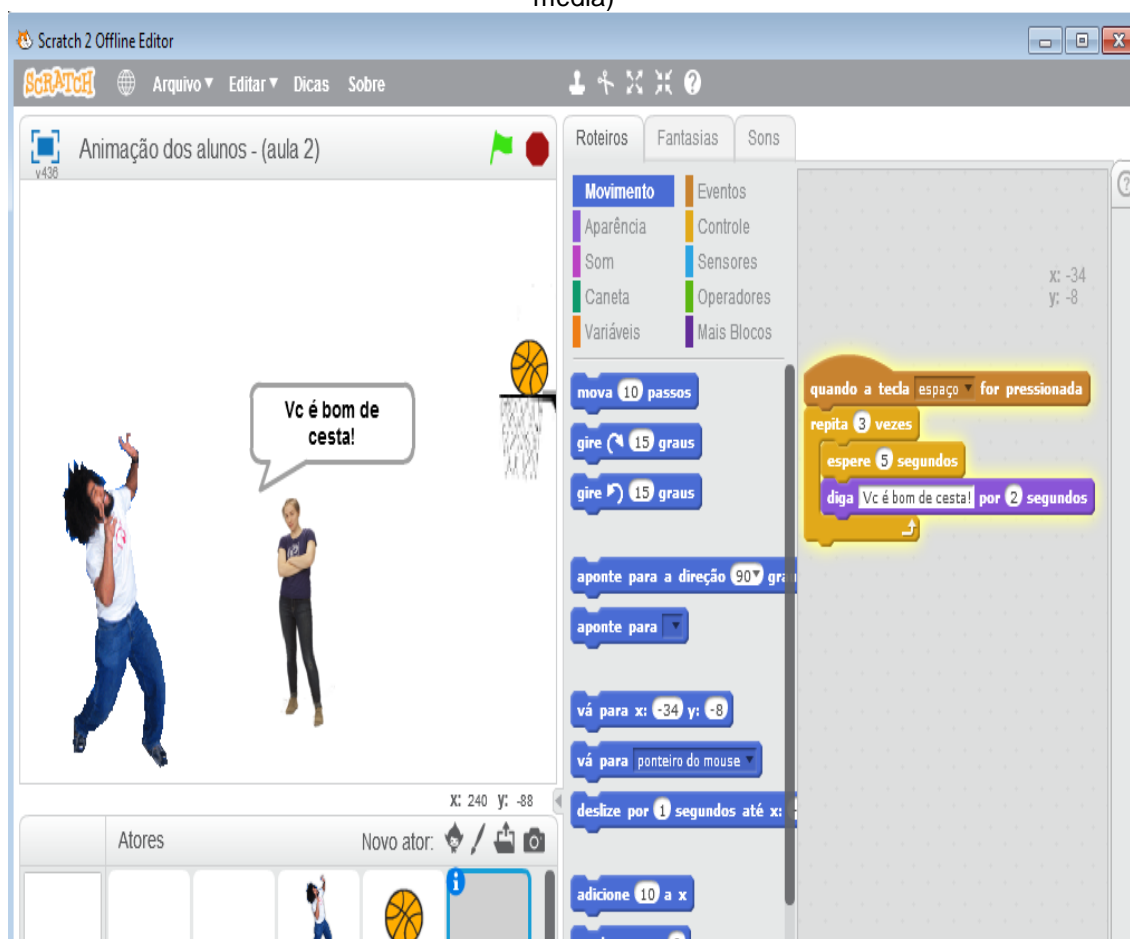 média)
Scratch 2 Offline Editor
SCRATCH Arquivo Editar Dicas Sobre
Animação dos alunos - (aula 2)
v436
Vc é bom de
cesta!
X: 240 y: -88
Atores Novo ator:
Roteiros Fantasias Sons
Movimento Eventos
Aparência Controle
Som Sensores
Caneta Operadores
Variáveis Mais Blocos
mova 10 passos
gire 15 graus
gire 15 graus
aponte para a direção 90
aponte para
vá para x: -34 y: -8
vá para ponteiro do mouse
deslize por 1 segundos até x:
adicione 10 a x
x: -34
y: -8
quando a tecla espaço for pressionada
repita 3 vezes
espere 5 segundos
diga Vc é bom de cesta! por 2 segundos